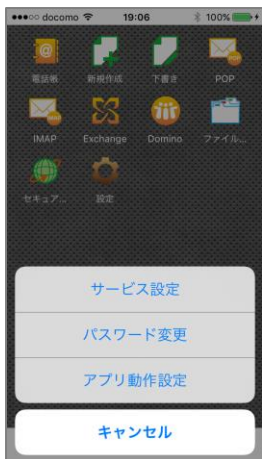 docomo 19:06 100%
電話帳 新規作成 下書き POP
IMAP Exchange Domino ファイル...
セキュア... 設定
サービス設定
パスワード変更
アプリ動作設定
キャンセル